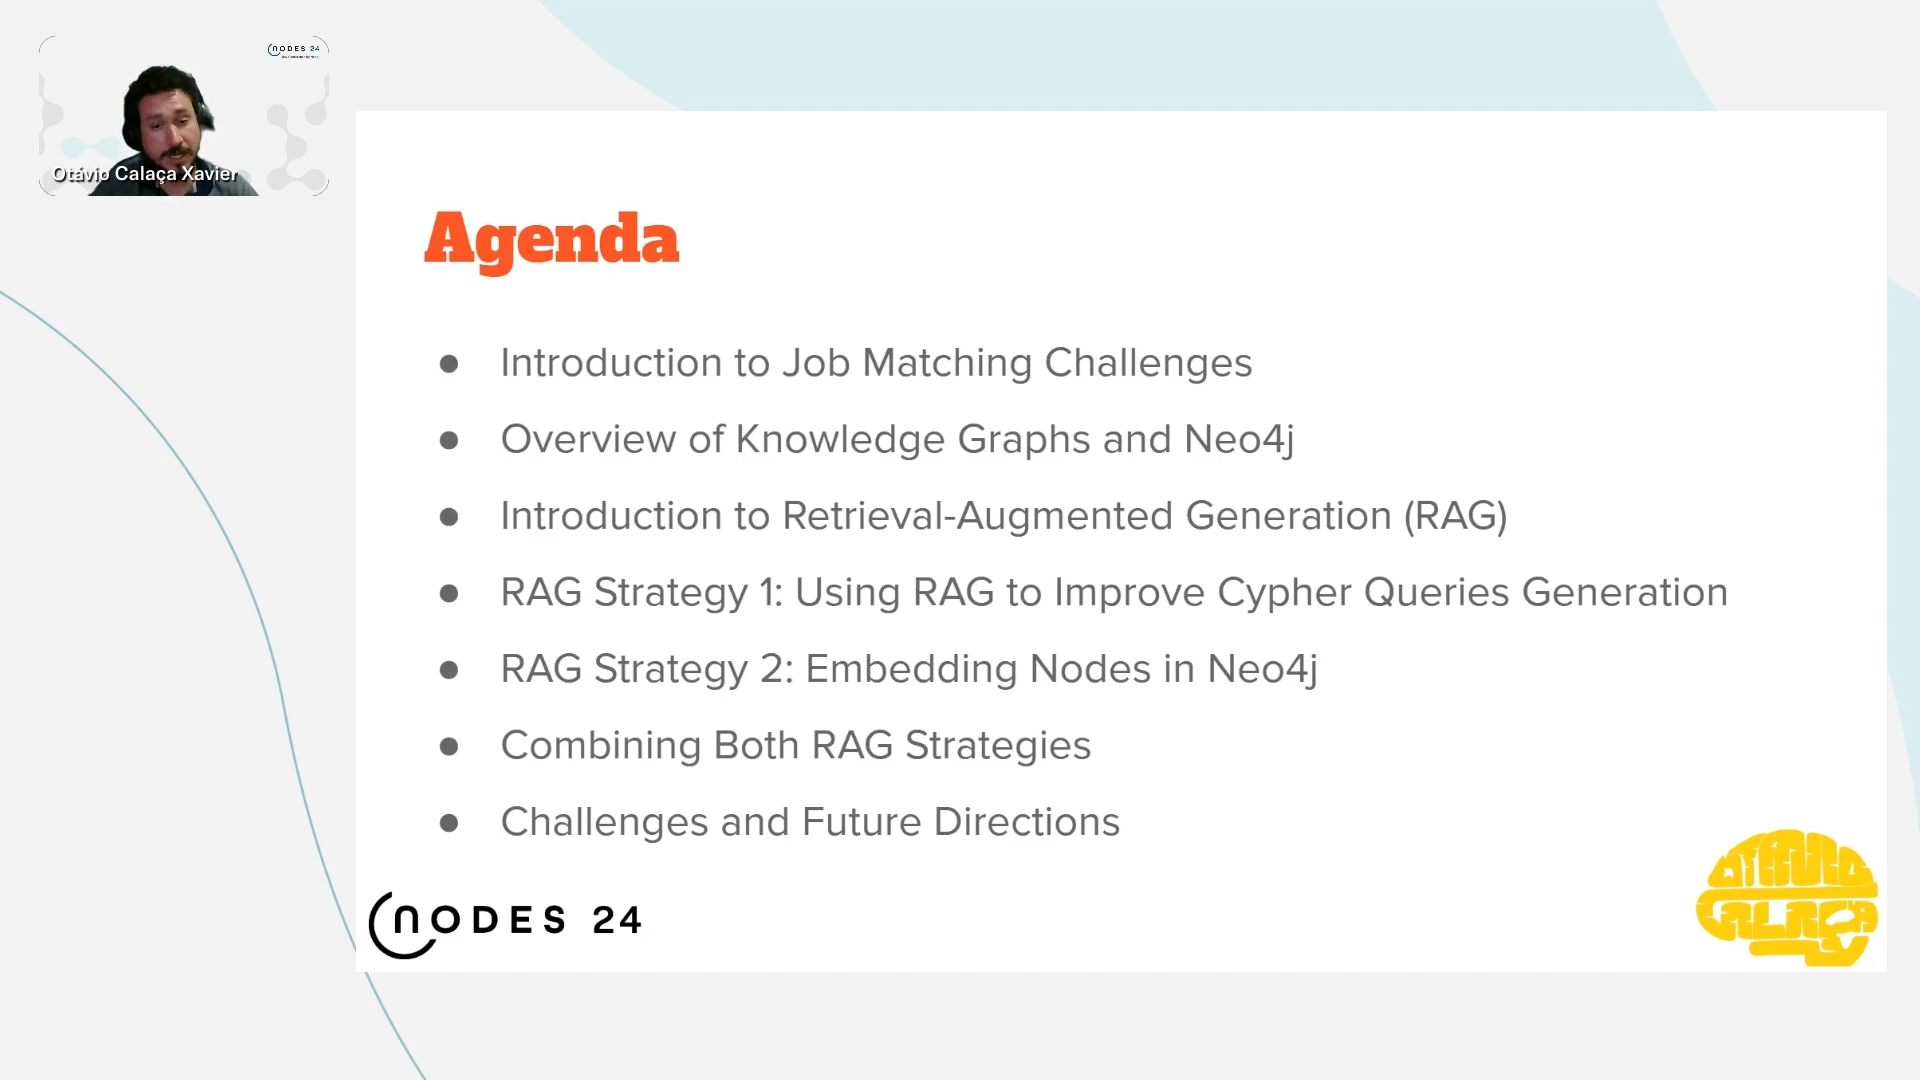 NODES 24
Otávio Calaça Xavier
Agenda
● Introduction to Job Matching Challenges
● Overview of Knowledge Graphs and Neo4j
● Introduction to Retrieval-Augmented Generation (RAG)
● RAG Strategy 1: Using RAG to Improve Cypher Queries Generation
● RAG Strategy 2: Embedding Nodes in Neo4j
● Combining Both RAG Strategies
● Challenges and Future Directions
NODES 24
OTÁVIO
CALAÇA